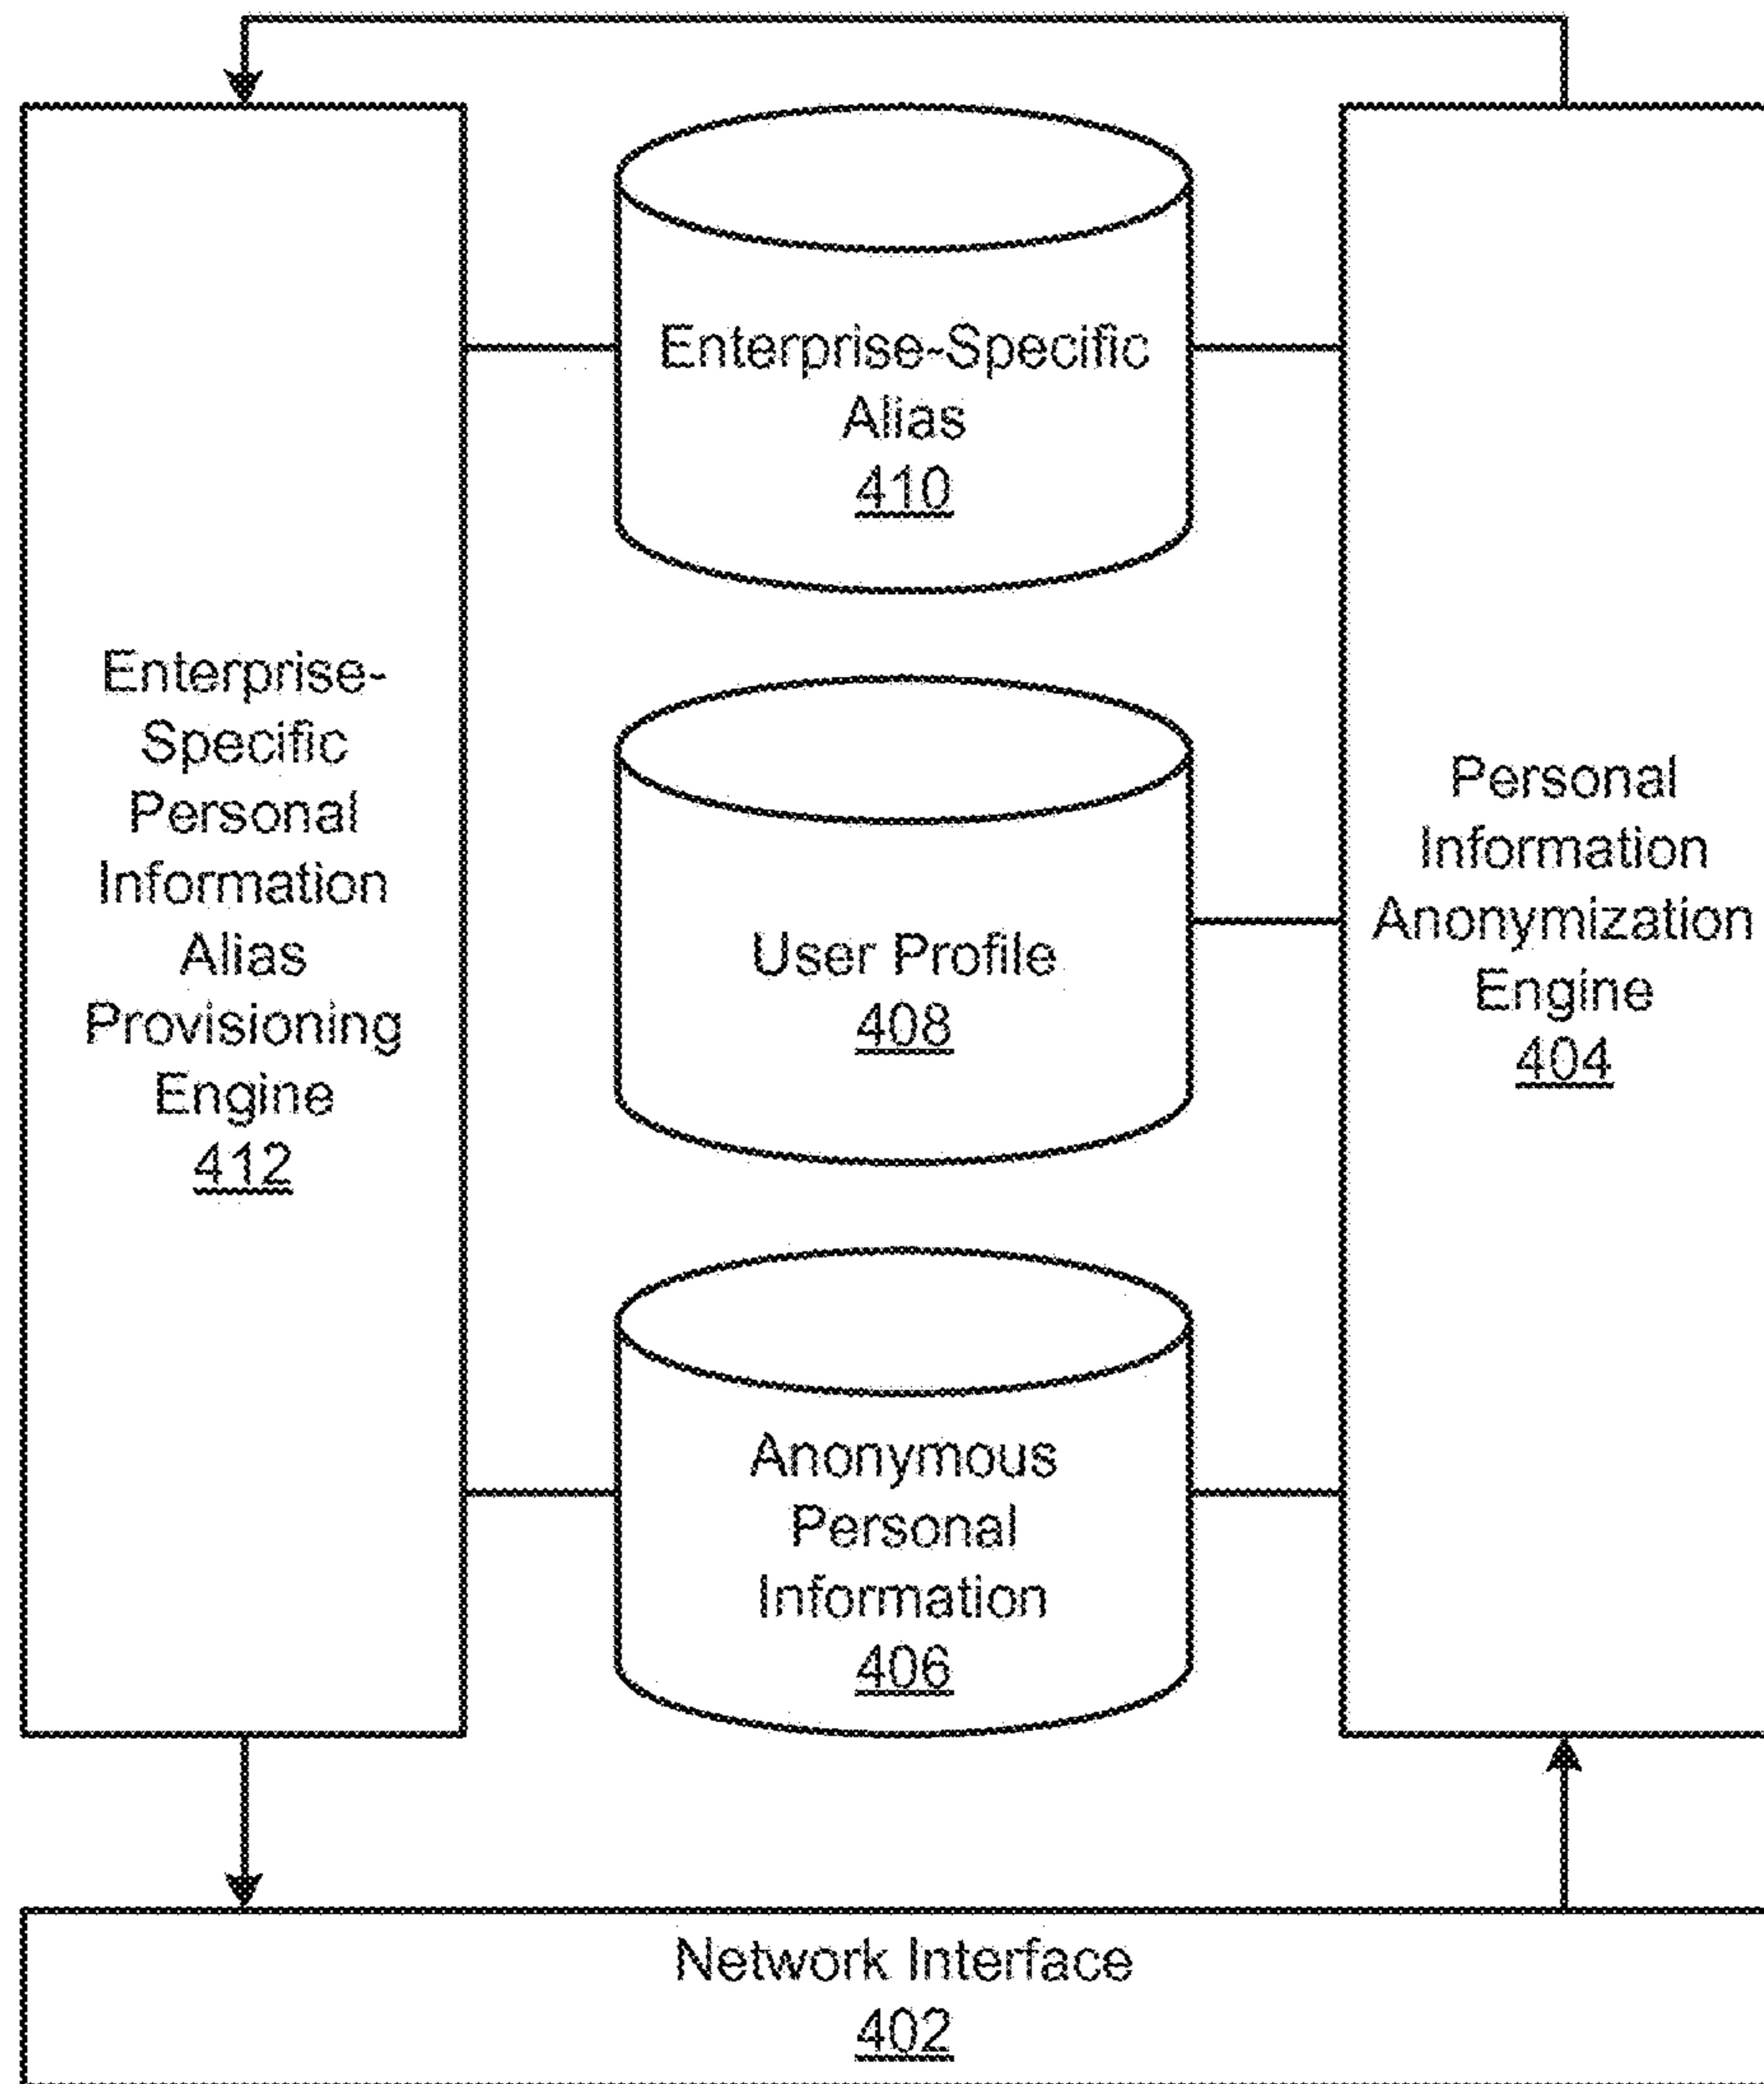 Enterprise-Specific
Alias
410
Enterprise-
Specific
Personal
Information
Alias
Provisioning
Engine
412
User Profile
408
Personal
Information
Anonymization
Engine
404
Anonymous
Personal
Information
406
Network Interface
402